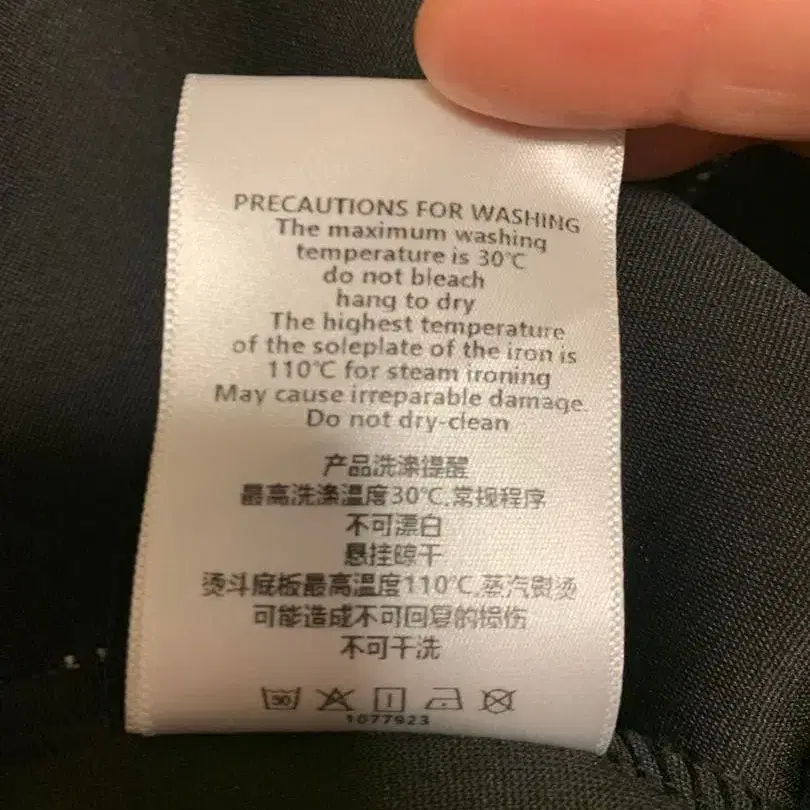 PRECAUTIONS FOR WASHING
The maximum washing
temperature is 30℃
do not bleach
hang to dry
The highest temperature
of the soleplate of the iron is
110℃ for steam ironing
May cause irreparable damage.
Do not dry-clean
产品洗涤提醒
最高洗涤温度30℃,常规程序
不可漂白
悬挂晾干
烫斗底板最高温度110℃,蒸汽熨烫
可能造成不可回复的损伤
不可干洗
30
1077923